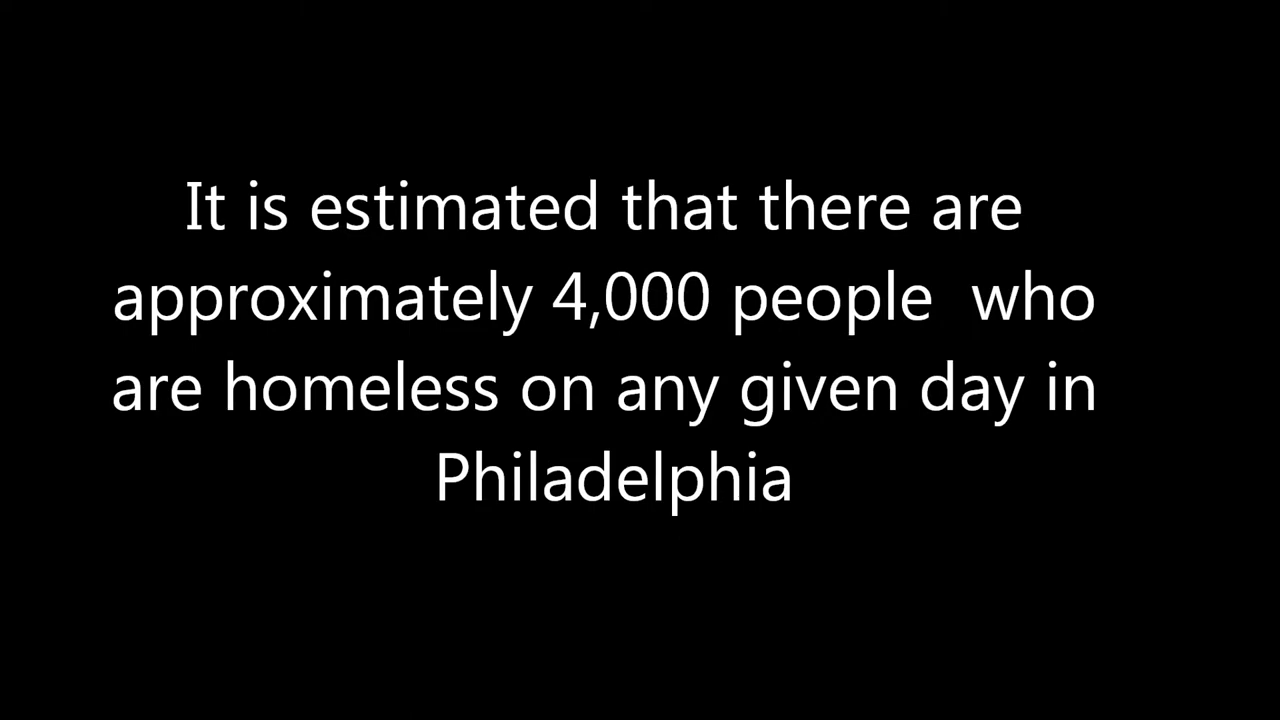 It is estimated that there are
approximately 4,000 people  who
are homeless on any given day in
Philadelphia